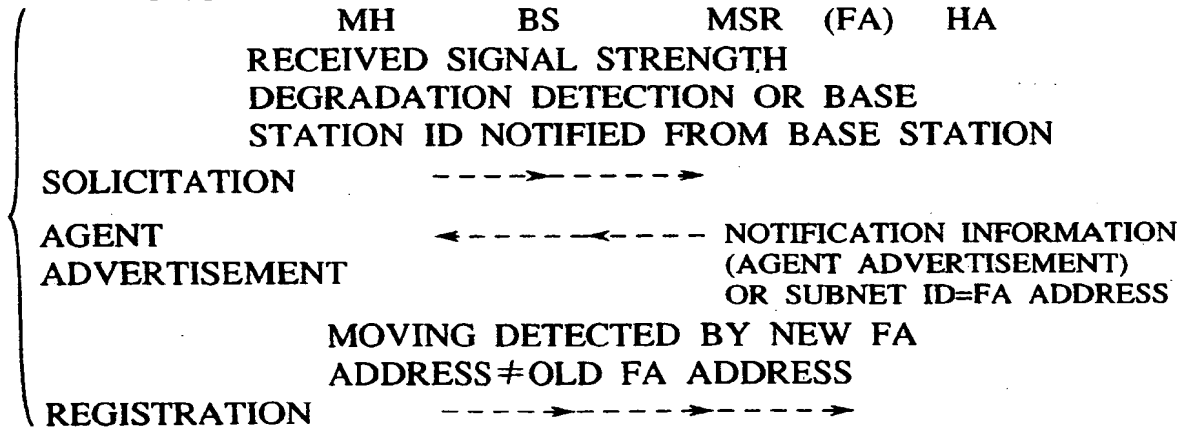 MH BS MSR (FA) HA
RECEIVED SIGNAL STRENGTH
DEGRADATION DETECTION OR BASE
STATION ID NOTIFIED FROM BASE STATION
SOLICITATION
AGENT NOTIFICATION INFORMATION
ADVERTISEMENT (AGENT ADVERTISEMENT)
OR SUBNET ID=FA ADDRESS
MOVING DETECTED BY NEW FA
ADDRESS≠OLD FA ADDRESS
REGISTRATION